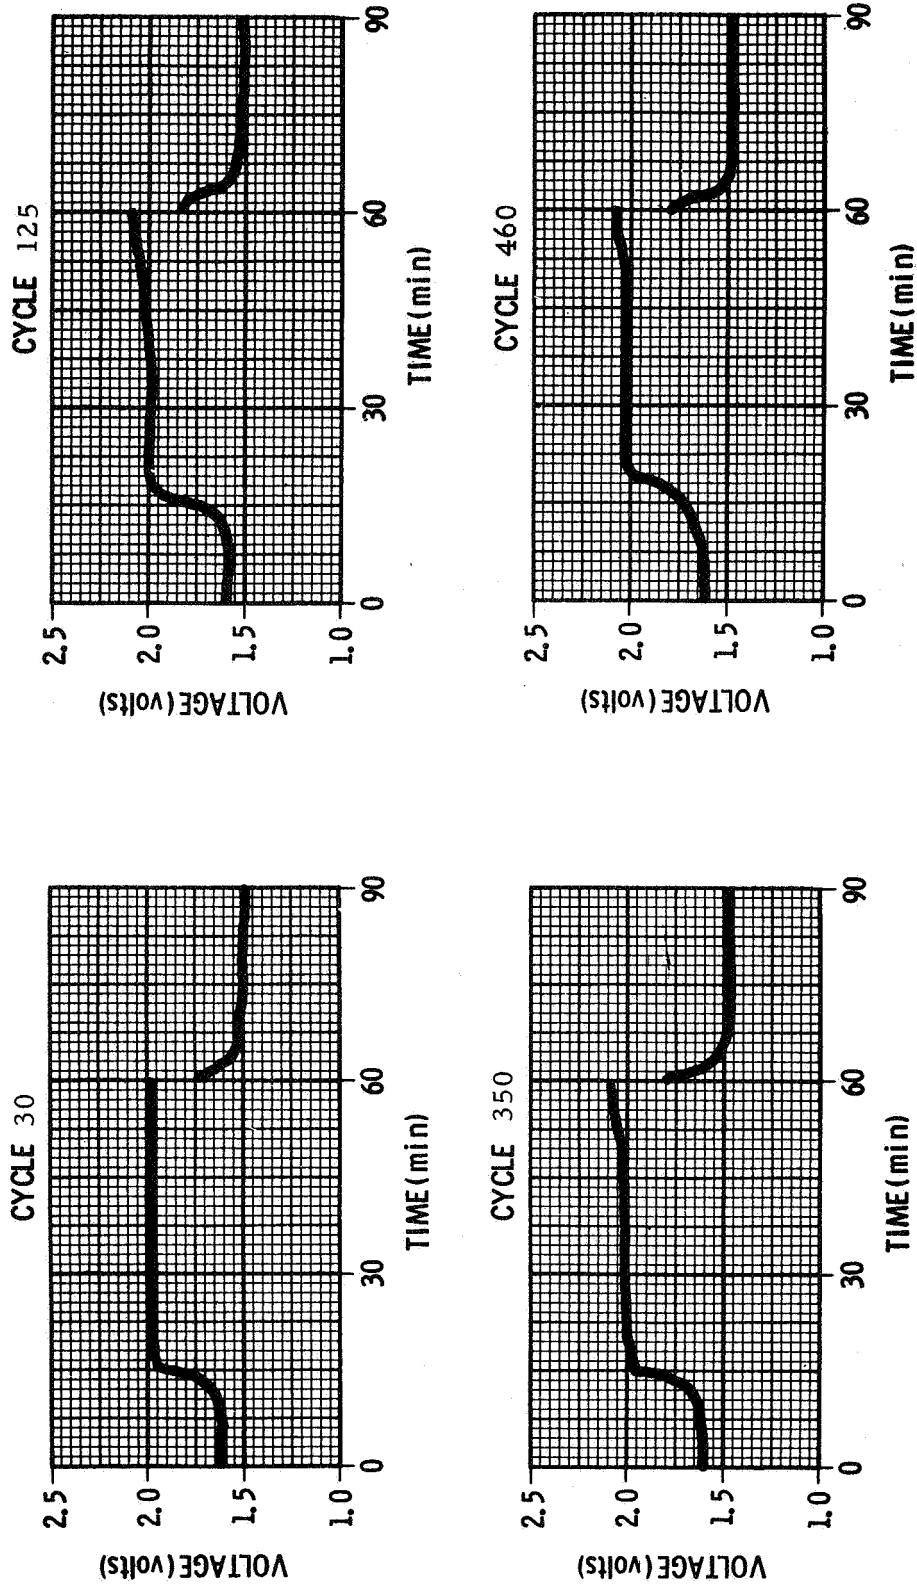 CYCLE 30
VOLTAGE (volts)
2.5
2.0
1.5
1.0
0
30
60
90
TIME (min)
CYCLE 125
VOLTAGE (volts)
2.5
2.0
1.5
1.0
0
30
60
90
TIME (min)
CYCLE 350
VOLTAGE (volts)
2.5
2.0
1.5
1.0
0
30
60
90
TIME (min)
CYCLE 460
VOLTAGE (volts)
2.5
2.0
1.5
1.0
0
30
60
90
TIME (min)